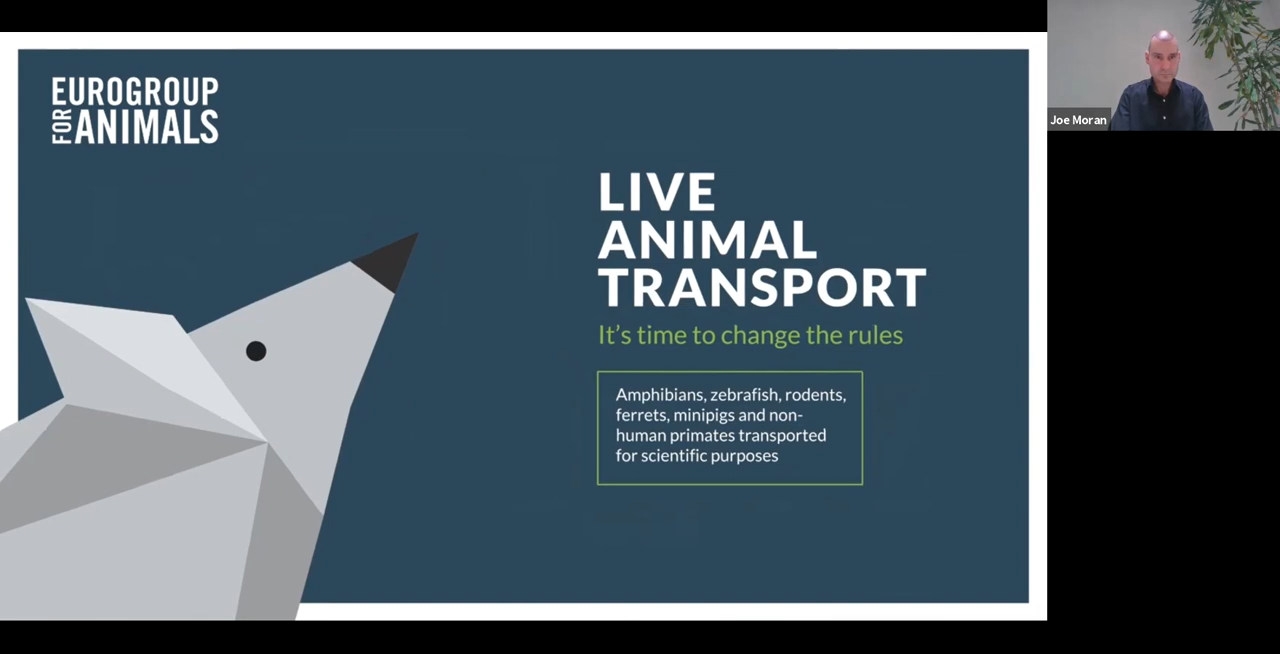 EUROGROUP
FOR ANIMALS
LIVE
ANIMAL
TRANSPORT
It's time to change the rules
Amphibians, zebrafish, rodents,
ferrets, minipigs and non-
human primates transported
for scientific purposes
Joe Moran